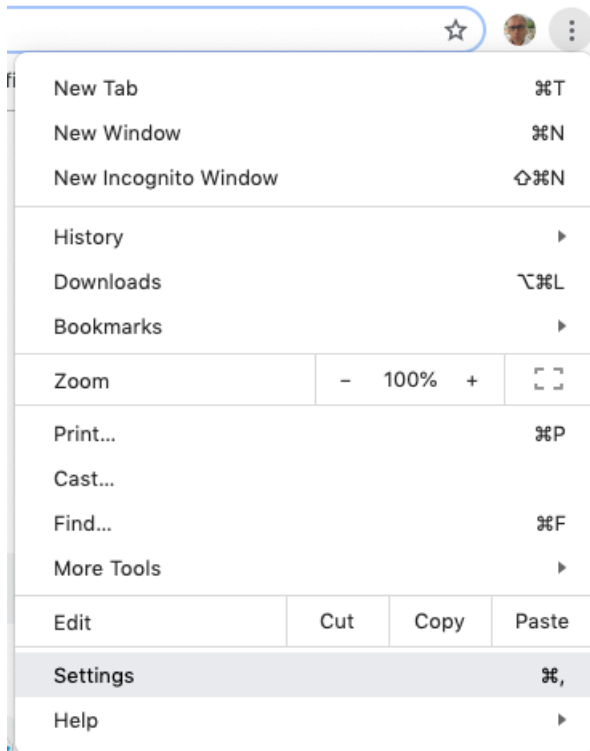 fi
New Tab ⌘T
New Window ⌘N
New Incognito Window ⇧⌘N
History
Downloads ⌥⌘L
Bookmarks
Zoom - 100% +
Print... ⌘P
Cast...
Find... ⌘F
More Tools
Edit Cut Copy Paste
Settings ⌘,
Help